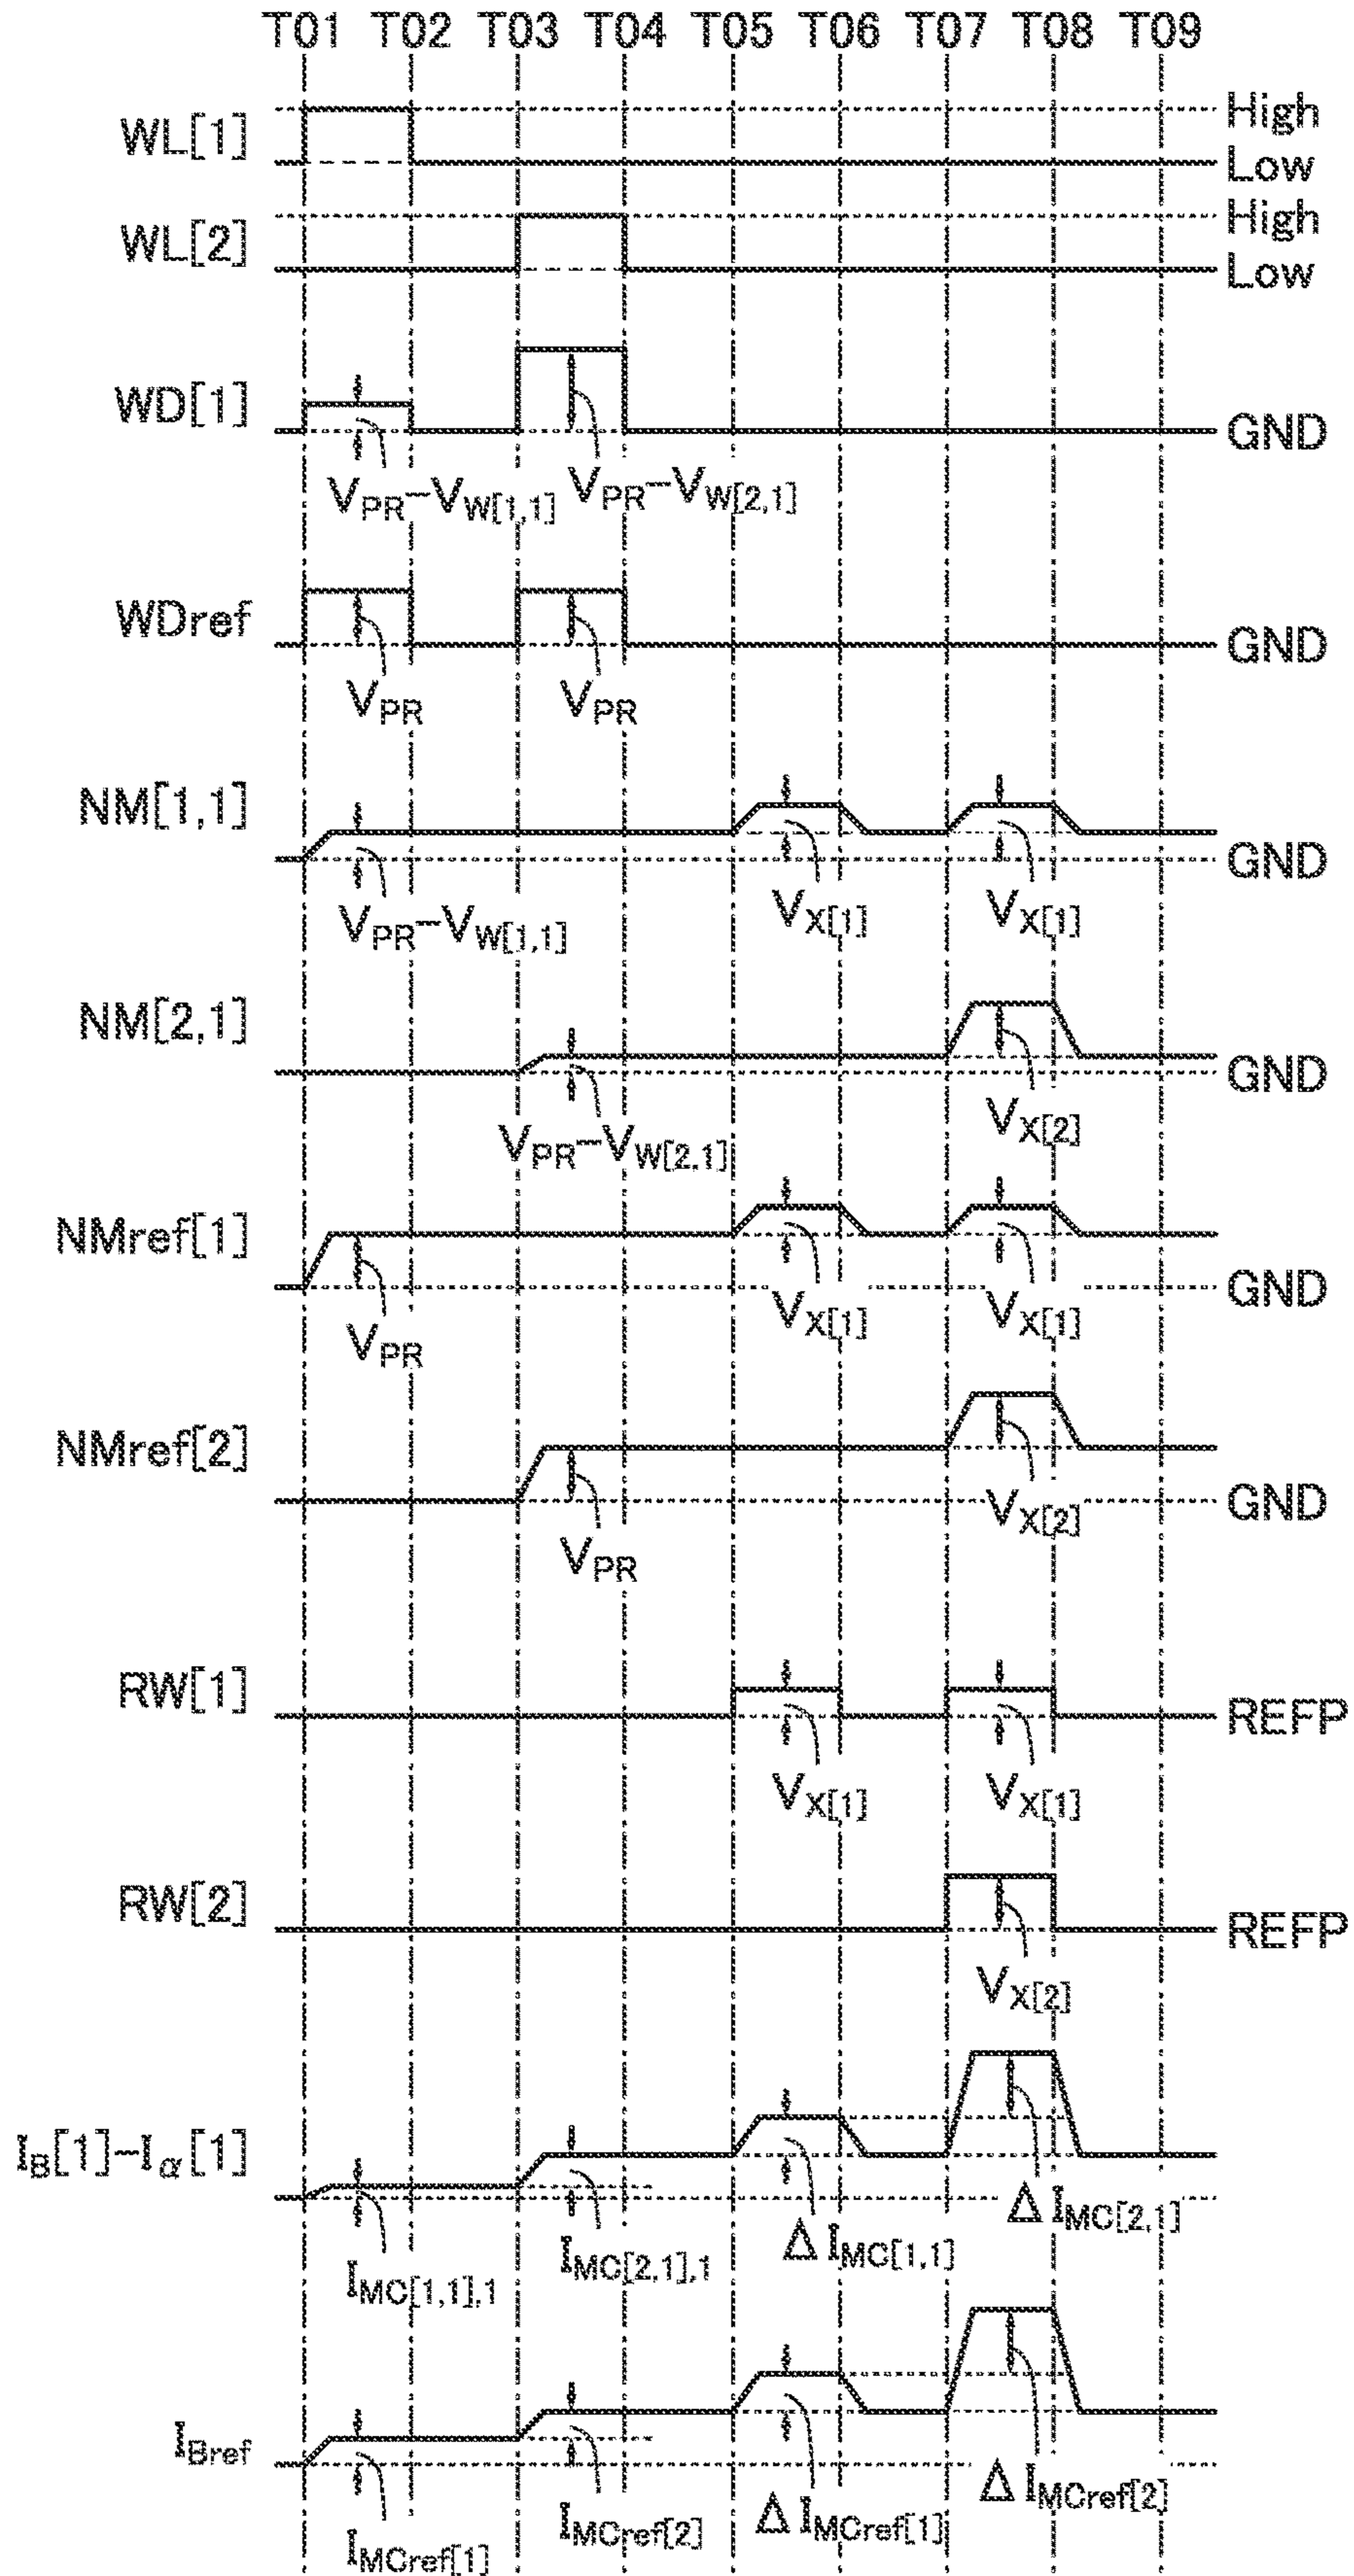 T01 T02 T03 T04 T05 T06 T07 T08 T09
WL[1] High
Low
WL[2] High
Low
WD[1] GND
VPR−VW[1,1] VPR−VW[2,1]
WDref GND
VPR VPR
NM[1,1] GND
VPR−VW[1,1] VX[1] VX[1]
NM[2,1] GND
VPR−VW[2,1] VX[2]
NMref[1] GND
VPR VX[1] VX[1]
NMref[2] GND
VPR VX[2]
RW[1] REFP
VX[1] VX[1]
RW[2] REFP
VX[2]
IB[1]−Iα[1]
IMC[1,1],1 IMC[2,1],1 Δ IMC[1,1] Δ IMC[2,1]
IBref
IMCref[1] IMCref[2] Δ IMCref[1] Δ IMCref[2]